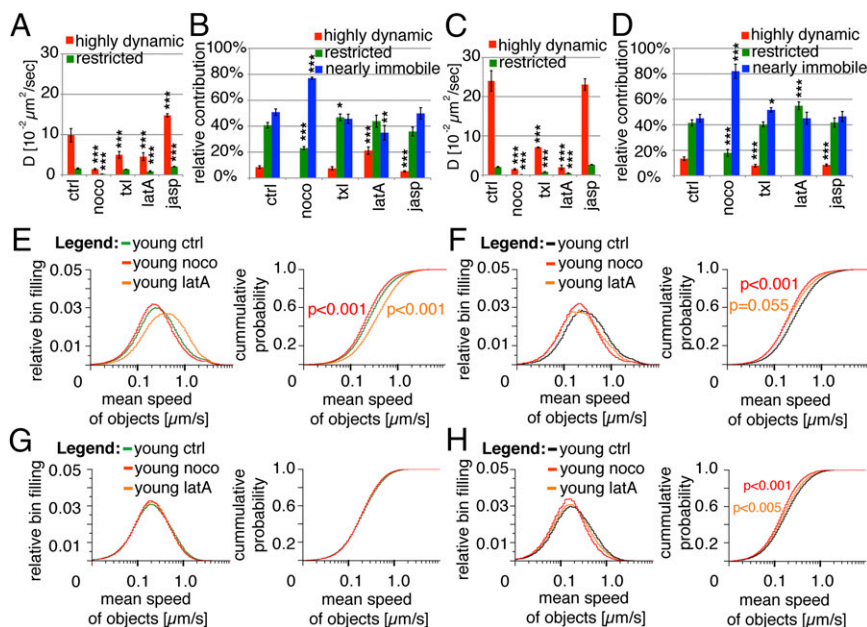 A
B
C
D
highly dynamic
restricted
D [10⁻² µm²/sec]
30
20
10
0
***
***
***
***
***
***
***
***
ctrl
noco
txl
latA
jasp
highly dynamic
restricted
nearly immobile
relative contribution
100%
80%
60%
40%
20%
0%
***
***
*
***
**
***
ctrl
noco
txl
latA
jasp
highly dynamic
restricted
D [10⁻² µm²/sec]
30
20
10
0
***
***
***
***
***
***
ctrl
noco
txl
latA
jasp
highly dynamic
restricted
nearly immobile
relative contribution
100%
80%
60%
40%
20%
0%
***
***
***
*
***
***
ctrl
noco
txl
latA
jasp
E
Legend:
young ctrl
young noco
young latA
relative bin filling
0.05
0.03
0.01
0
0.1
1.0
mean speed
of objects [µm/s]
cummulative
probability
1.0
0.6
0.2
p<0.001
p<0.001
0
0.1
1.0
mean speed
of objects [µm/s]
F
Legend:
young ctrl
young noco
young latA
relative bin filling
0.05
0.03
0.01
0
0.1
1.0
mean speed
of objects [µm/s]
cummulative
probability
1.0
0.6
0.2
p<0.001
p=0.055
0
0.1
1.0
mean speed
of objects [µm/s]
G
Legend:
young ctrl
young noco
young latA
relative bin filling
0.05
0.03
0.01
0
0.1
1.0
mean speed
of objects [µm/s]
cummulative
probability
1.0
0.6
0.2
0
0.1
1.0
mean speed
of objects [µm/s]
H
Legend:
young ctrl
young noco
young latA
relative bin filling
0.05
0.03
0.01
0
0.1
1.0
mean speed
of objects [µm/s]
cummulative
probability
1.0
0.6
0.2
p<0.001
p<0.005
0
0.1
1.0
mean speed
of objects [µm/s]